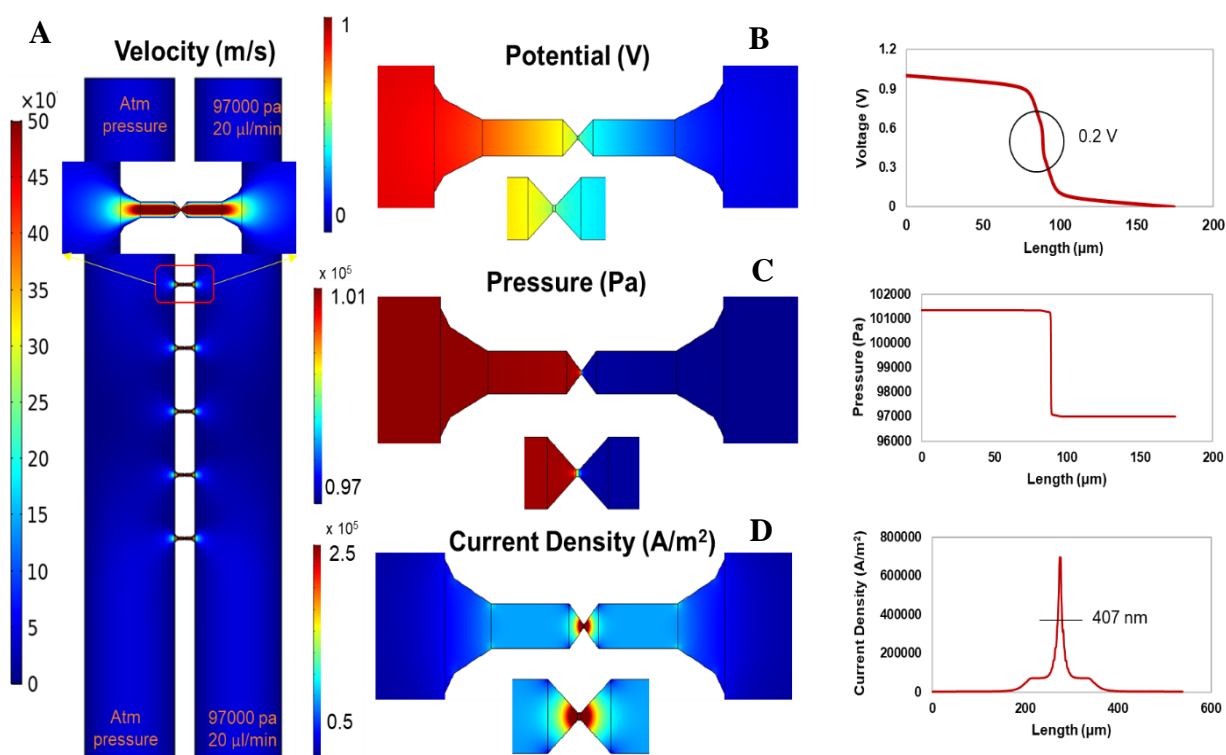 A
Velocity (m/s)
×10
50
45
40
35
30
25
20
15
10
5
0
Atm
pressure
97000 pa
20 µl/min
Atm
pressure
97000 pa
20 µl/min
1
0
Potential (V)
B
1.2
0.9
0.6
0.3
0
Voltage (V)
0.2 V
0
50
100
150
200
Length (µm)
x 10⁵
1.01
0.97
Pressure (Pa)
C
102000
101000
100000
99000
98000
97000
96000
Pressure (Pa)
0
50
100
150
200
Length (µm)
x 10⁵
2.5
0.5
Current Density (A/m²)
D
800000
600000
400000
200000
0
Current Density (A/m²)
407 nm
0
200
400
600
Length (µm)